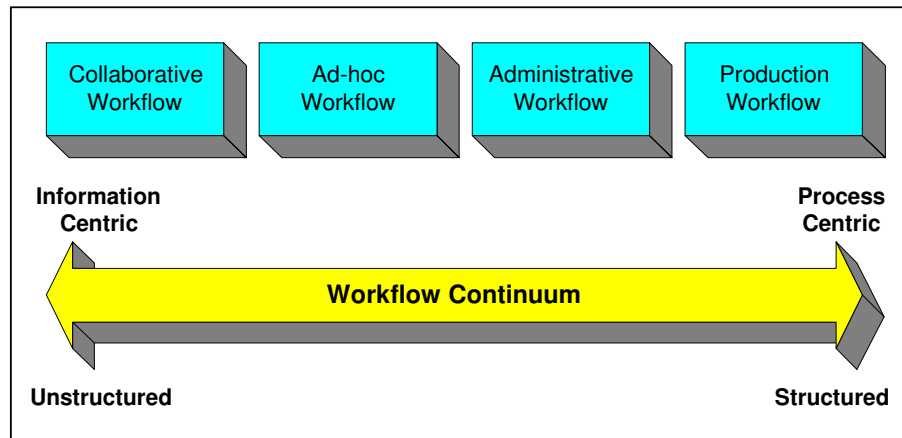 Collaborative
Workflow
Ad-hoc
Workflow
Administrative
Workflow
Production
Workflow
Information
Centric
Process
Centric
Workflow Continuum
Unstructured
Structured